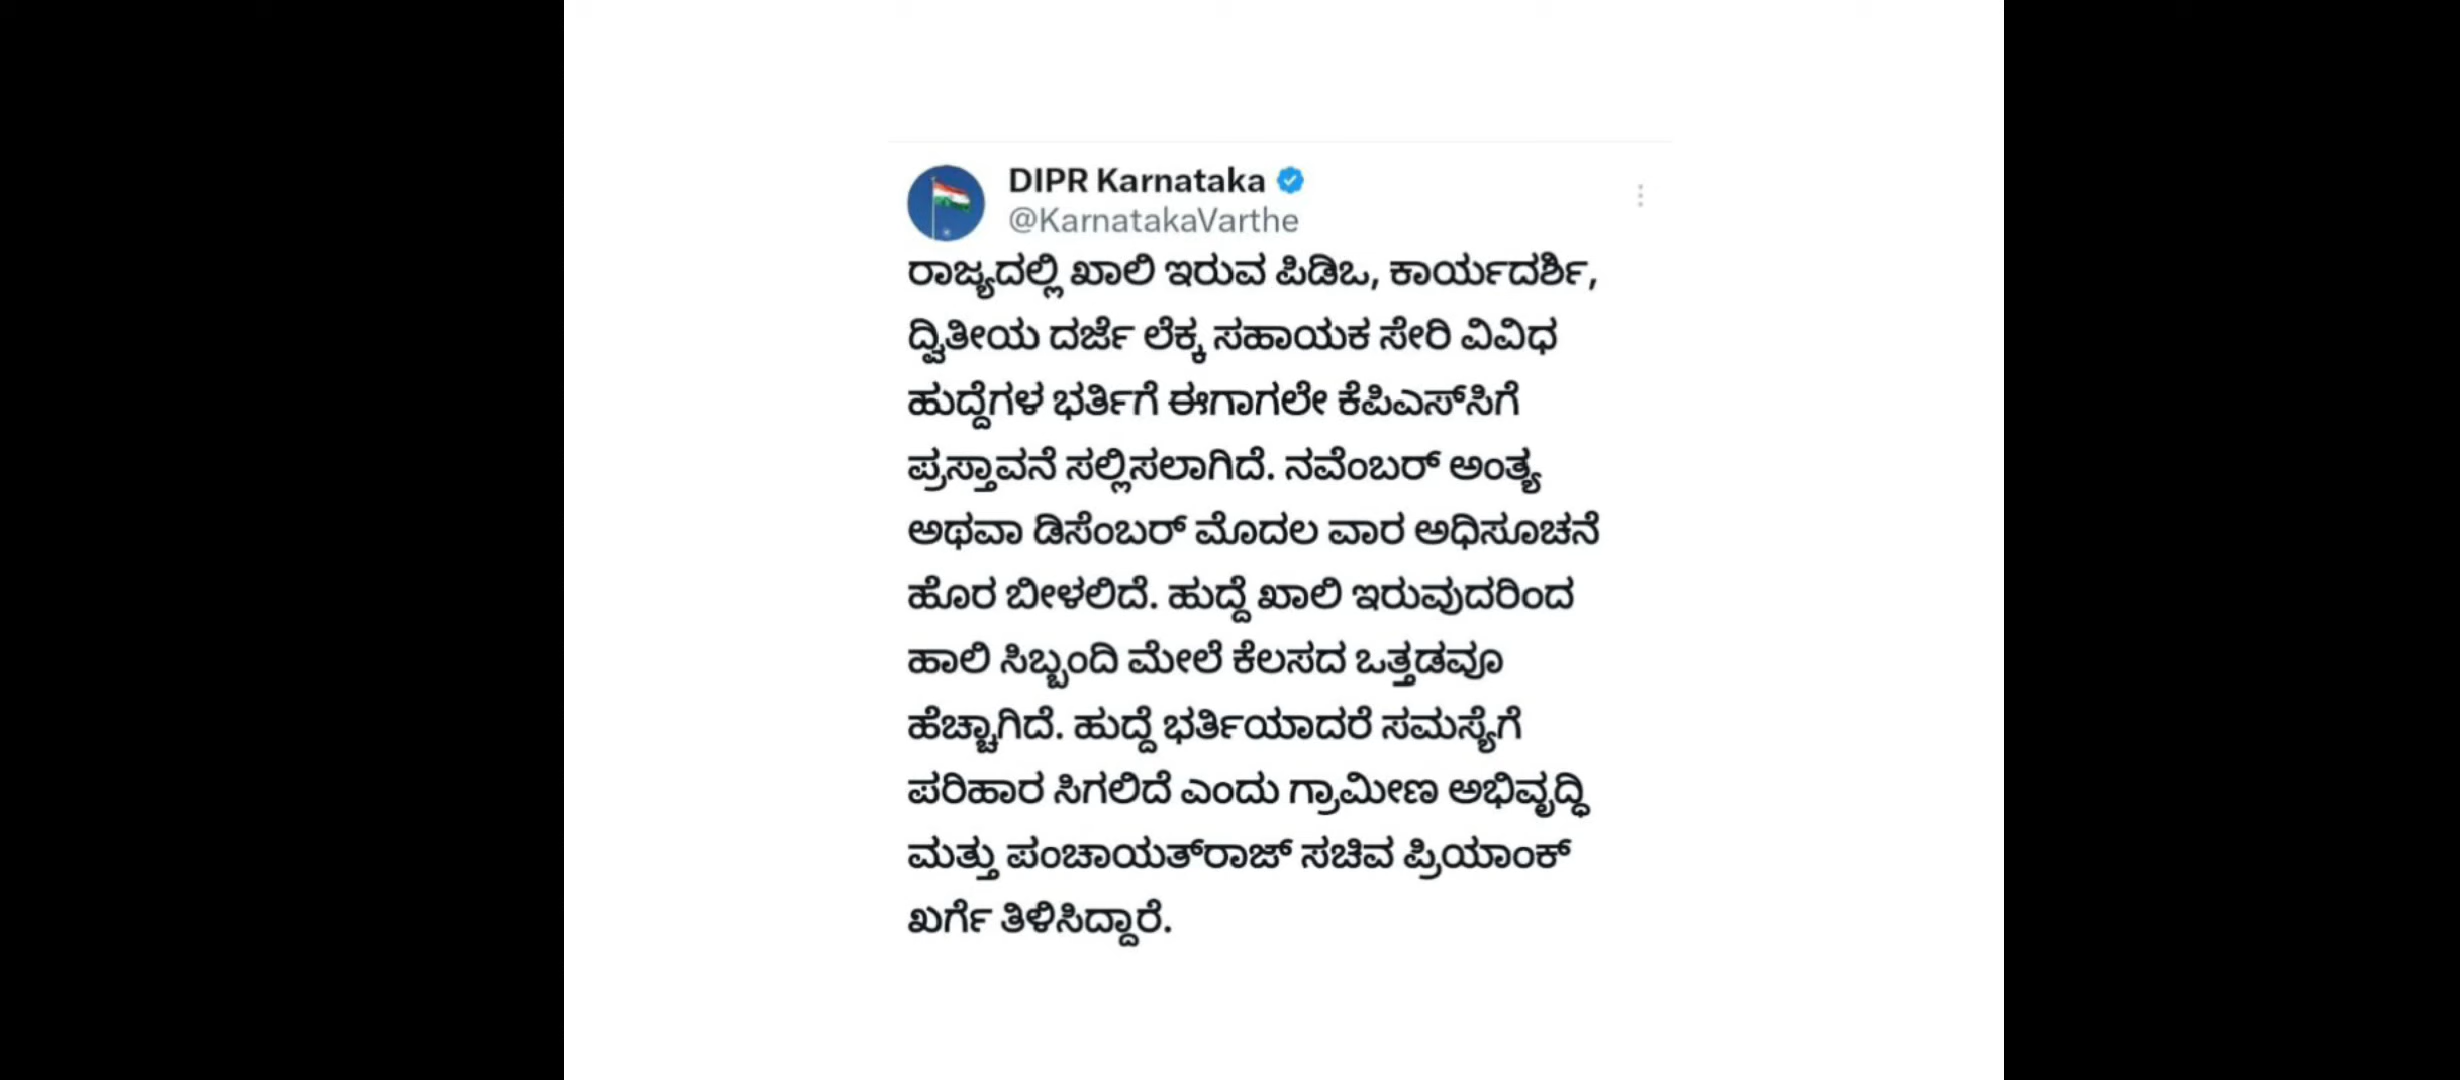 DIPR Karnataka
@KarnatakaVarthe
ರಾಜ್ಯದಲ್ಲಿ ಖಾಲಿ ಇರುವ ಪಿಡಿಒ, ಕಾರ್ಯದರ್ಶಿ,
ದ್ವಿತೀಯ ದರ್ಜೆ ಲೆಕ್ಕ ಸಹಾಯಕ ಸೇರಿ ವಿವಿಧ
ಹುದ್ದೆಗಳ ಭರ್ತಿಗೆ ಈಗಾಗಲೇ ಕೆಪಿಎಸ್‌ಸಿಗೆ
ಪ್ರಸ್ತಾವನೆ ಸಲ್ಲಿಸಲಾಗಿದೆ. ನವೆಂಬರ್ ಅಂತ್ಯ
ಅಥವಾ ಡಿಸೆಂಬರ್ ಮೊದಲ ವಾರ ಅಧಿಸೂಚನೆ
ಹೊರ ಬೀಳಲಿದೆ. ಹುದ್ದೆ ಖಾಲಿ ಇರುವುದರಿಂದ
ಹಾಲಿ ಸಿಬ್ಬಂದಿ ಮೇಲೆ ಕೆಲಸದ ಒತ್ತಡವೂ
ಹೆಚ್ಚಾಗಿದೆ. ಹುದ್ದೆ ಭರ್ತಿಯಾದರೆ ಸಮಸ್ಯೆಗೆ
ಪರಿಹಾರ ಸಿಗಲಿದೆ ಎಂದು ಗ್ರಾಮೀಣ ಅಭಿವೃದ್ಧಿ
ಮತ್ತು ಪಂಚಾಯತ್‌ರಾಜ್ ಸಚಿವ ಪ್ರಿಯಾಂಕ್
ಖರ್ಗೆ ತಿಳಿಸಿದ್ದಾರೆ.